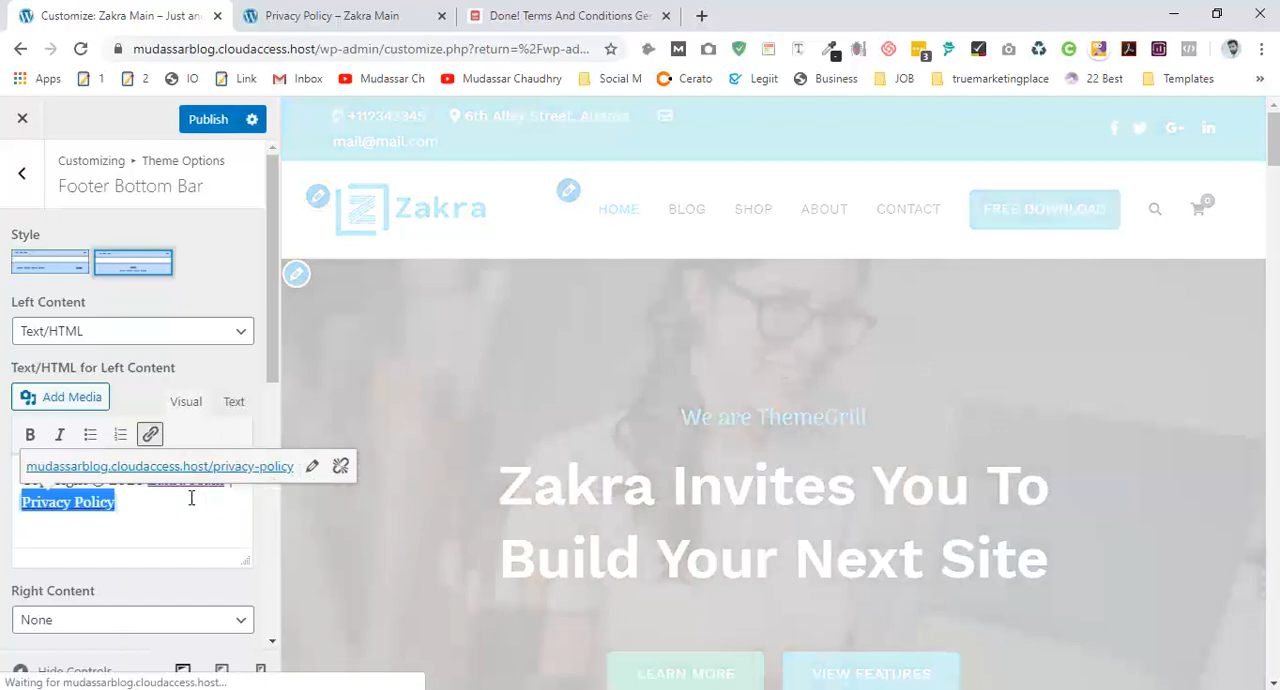 Customize: Zakra Main – Just an
Privacy Policy – Zakra Main
Done! Terms And Conditions Ge
mudassarblog.cloudaccess.host/wp-admin/customize.php?return=%2Fwp-ad...
Apps 1 2 IO Link Inbox Mudassar Ch Mudassar Chaudhry Social M Cerato Legiit Business JOB truemarketingplace 22 Best Templates »
Publish
Customizing ▸ Theme Options
Footer Bottom Bar
Style
Left Content
Text/HTML
Text/HTML for Left Content
Add Media
Visual Text
B I
mudassarblog.cloudaccess.host/privacy-policy
Privacy Policy
Right Content
None
Hide Controls
Waiting for mudassarblog.cloudaccess.host...
+112342345 6th Alley Street, Austria
mail@mail.com
Zakra
HOME BLOG SHOP ABOUT CONTACT FREE DOWNLOAD 0
We are ThemeGrill
Zakra Invites You To
Build Your Next Site
LEARN MORE VIEW FEATURES